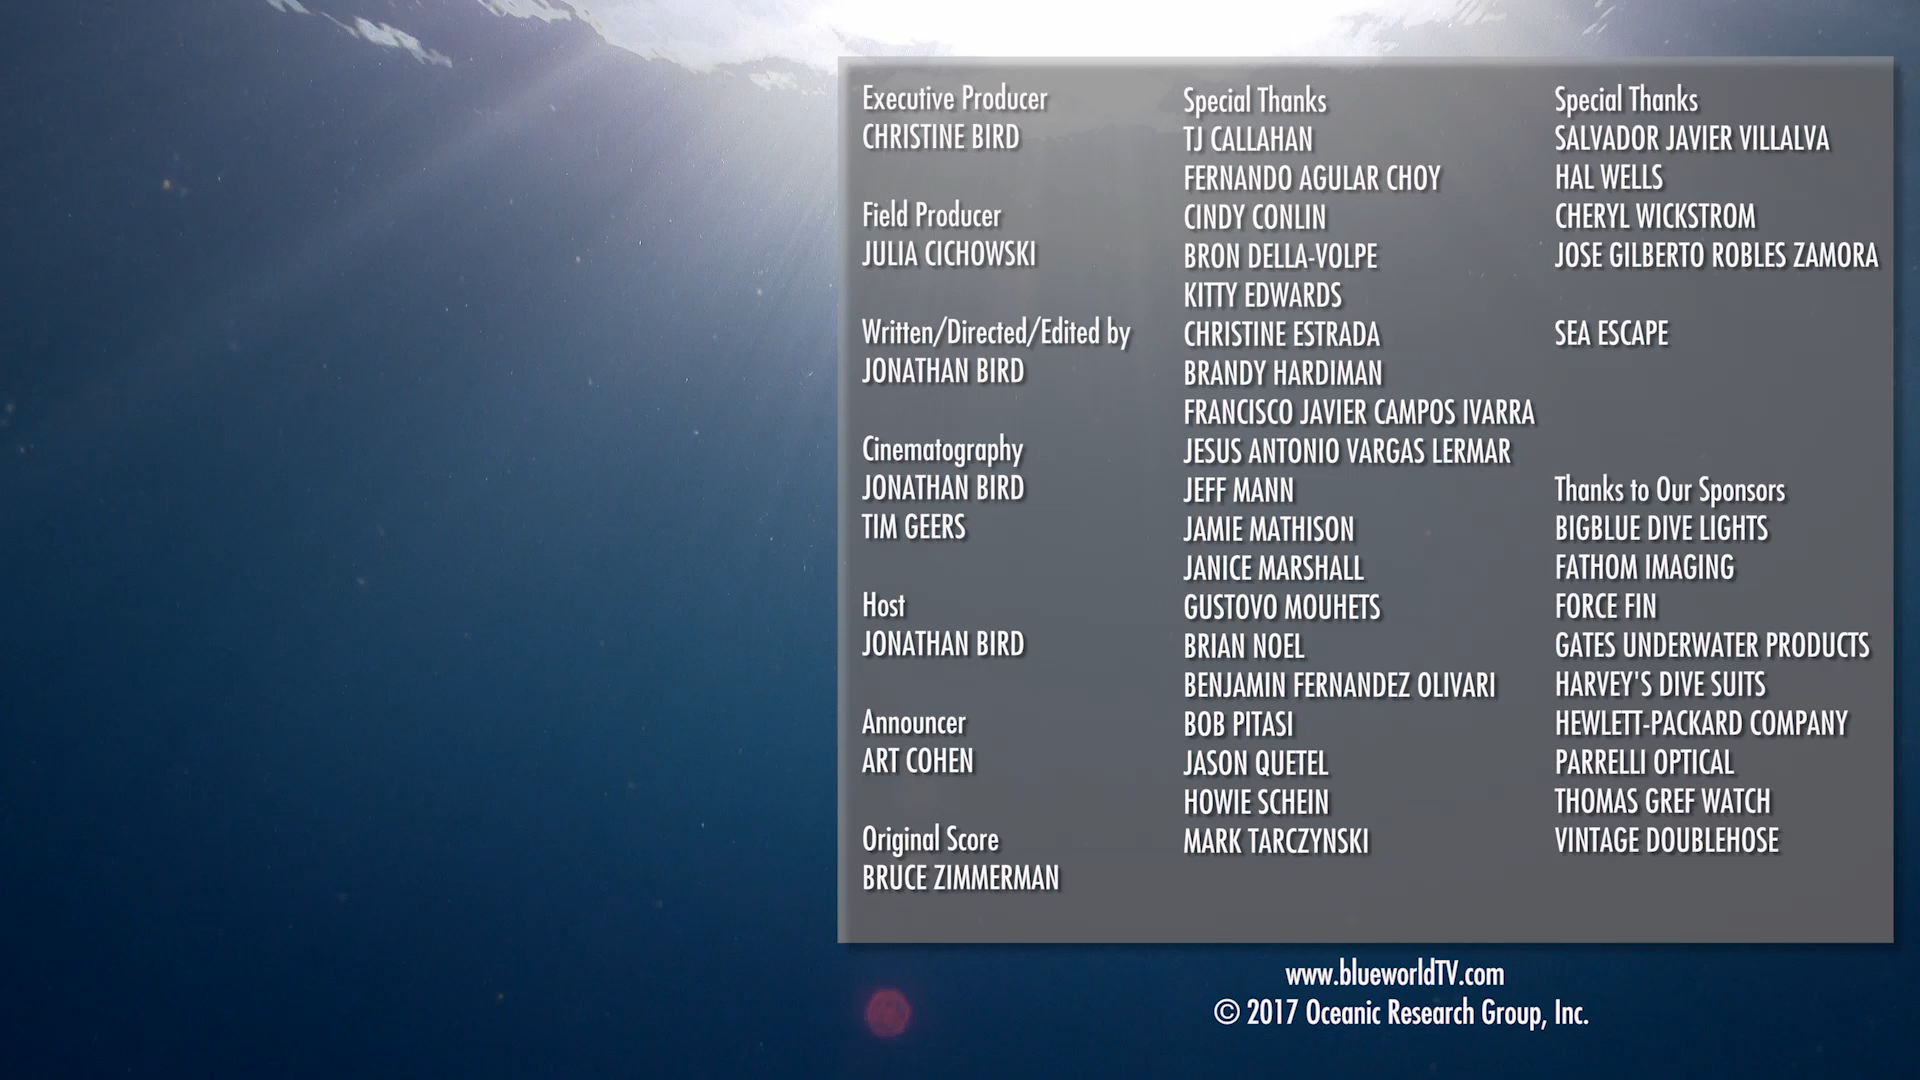 Executive Producer
CHRISTINE BIRD
Field Producer
JULIA CICHOWSKI
Written/Directed/Edited by
JONATHAN BIRD
Cinematography
JONATHAN BIRD
TIM GEERS
Host
JONATHAN BIRD
Announcer
ART COHEN
Original Score
BRUCE ZIMMERMAN
Special Thanks
TJ CALLAHAN
FERNANDO AGULAR CHOY
CINDY CONLIN
BRON DELLA-VOLPE
KITTY EDWARDS
CHRISTINE ESTRADA
BRANDY HARDIMAN
FRANCISCO JAVIER CAMPOS IVARRA
JESUS ANTONIO VARGAS LERMAR
JEFF MANN
JAMIE MATHISON
JANICE MARSHALL
GUSTOVO MOUHETS
BRIAN NOEL
BENJAMIN FERNANDEZ OLIVARI
BOB PITASI
JASON QUETEL
HOWIE SCHEIN
MARK TARCZYNSKI
Special Thanks
SALVADOR JAVIER VILLALVA
HAL WELLS
CHERYL WICKSTROM
JOSE GILBERTO ROBLES ZAMORA
SEA ESCAPE
Thanks to Our Sponsors
BIGBLUE DIVE LIGHTS
FATHOM IMAGING
FORCE FIN
GATES UNDERWATER PRODUCTS
HARVEY'S DIVE SUITS
HEWLETT-PACKARD COMPANY
PARRELLI OPTICAL
THOMAS GREF WATCH
VINTAGE DOUBLEHOSE
www.blueworldTV.com
© 2017 Oceanic Research Group, Inc.